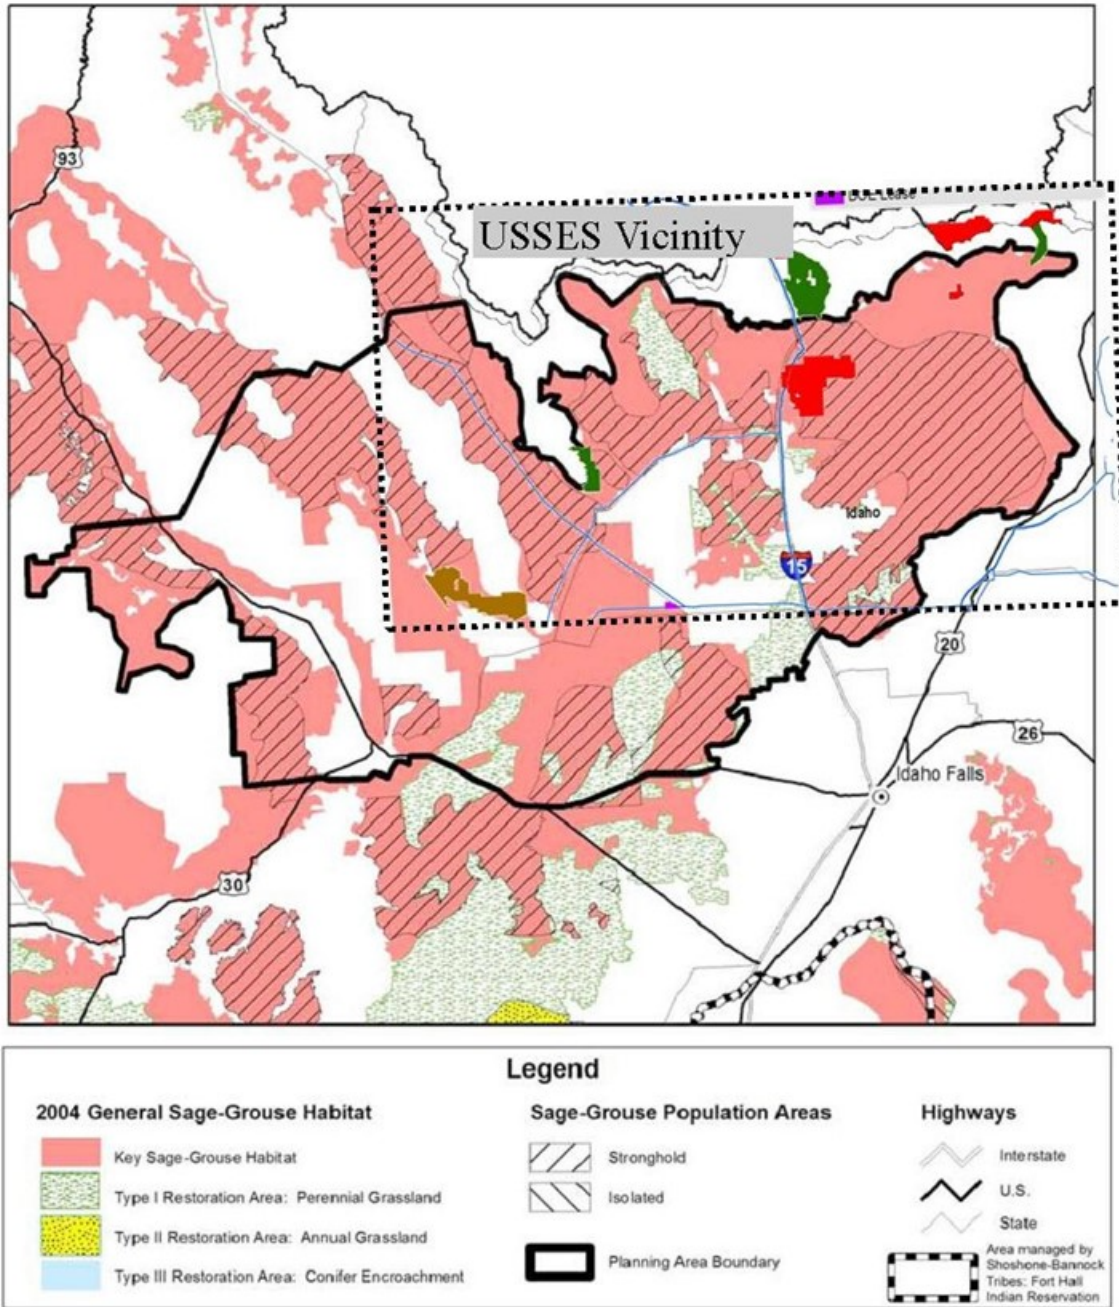 93
USSES Vicinity
DOE Lease
Idaho
15
20
26
Idaho Falls
30
Legend
2004 General Sage-Grouse Habitat
Key Sage-Grouse Habitat
Type I Restoration Area: Perennial Grassland
Type II Restoration Area: Annual Grassland
Type III Restoration Area: Conifer Encroachment
Sage-Grouse Population Areas
Stronghold
Isolated
Planning Area Boundary
Highways
Interstate
U.S.
State
Area managed by
Shoshone-Bannock
Tribes: Fort Hall
Indian Reservation